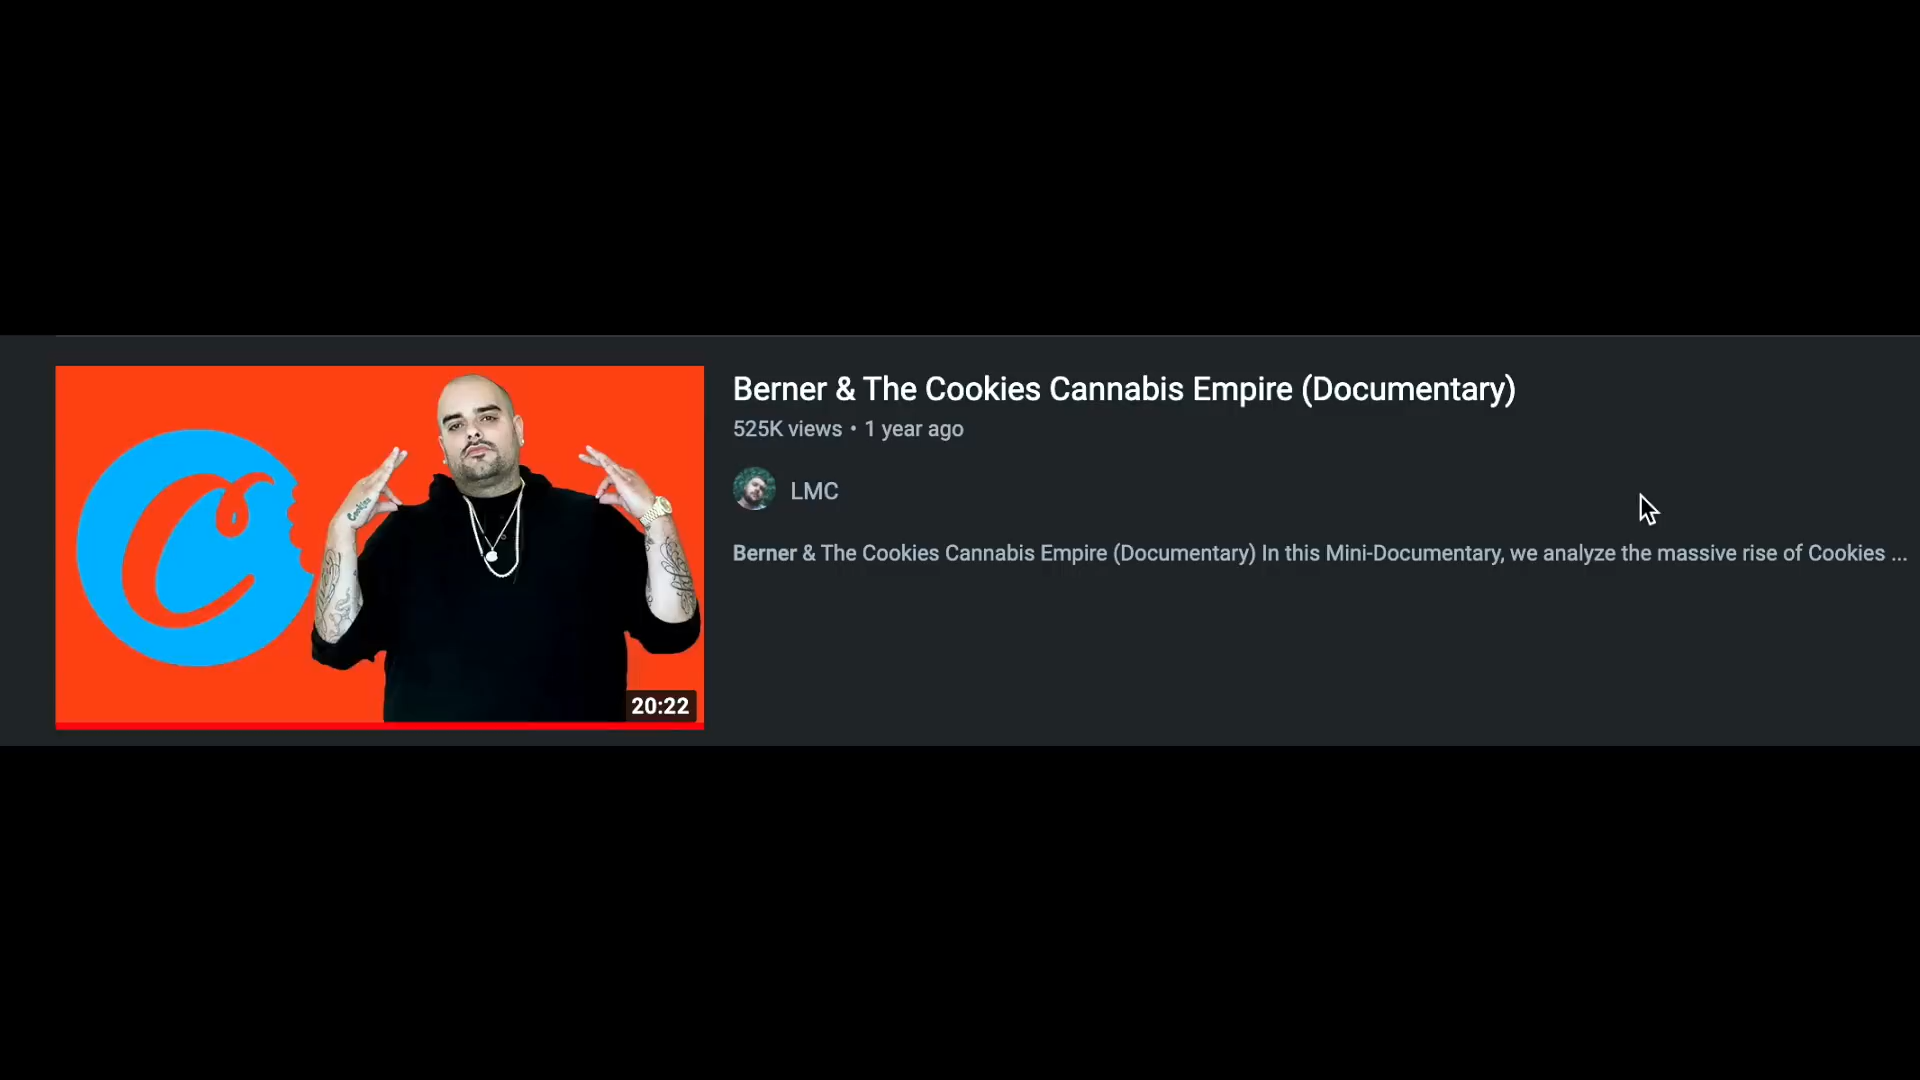 Berner & The Cookies Cannabis Empire (Documentary)
525K views • 1 year ago
LMC
Berner & The Cookies Cannabis Empire (Documentary) In this Mini-Documentary, we analyze the massive rise of Cookies ...
C
Cookies
20:22